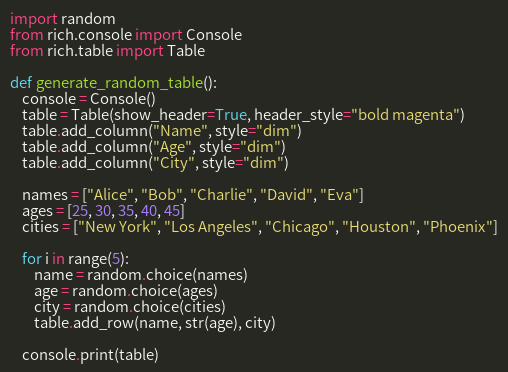 import random
from rich.console import Console
from rich.table import Table

def generate_random_table():
    console = Console()
    table = Table(show_header=True, header_style="bold magenta")
    table.add_column("Name", style="dim")
    table.add_column("Age", style="dim")
    table.add_column("City", style="dim")

    names = ["Alice", "Bob", "Charlie", "David", "Eva"]
    ages = [25, 30, 35, 40, 45]
    cities = ["New York", "Los Angeles", "Chicago", "Houston", "Phoenix"]

    for i in range(5):
        name = random.choice(names)
        age = random.choice(ages)
        city = random.choice(cities)
        table.add_row(name, str(age), city)

    console.print(table)